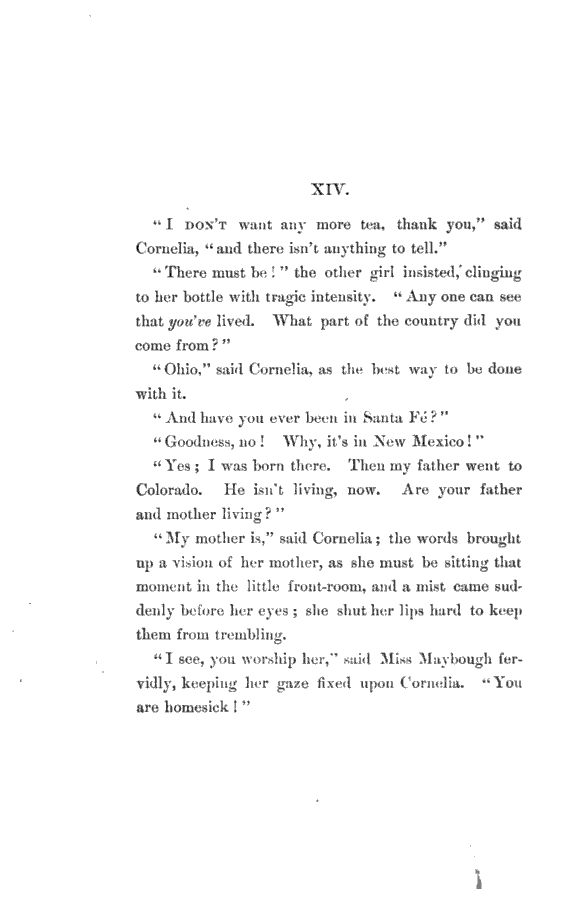 XIV.
“I DON’T want any more tea, thank you,” said
Cornelia, “and there isn’t anything to tell.”
“There must be!” the other girl insisted, clinging
to her bottle with tragic intensity. “Any one can see
that you’ve lived. What part of the country did you
come from?”
“Ohio,” said Cornelia, as the best way to be done
with it.
“And have you ever been in Santa Fé?”
“Goodness, no! Why, it’s in New Mexico!”
“Yes; I was born there. Then my father went to
Colorado. He isn’t living, now. Are your father
and mother living?”
“My mother is,” said Cornelia; the words brought
up a vision of her mother, as she must be sitting that
moment in the little front-room, and a mist came sud-
denly before her eyes; she shut her lips hard to keep
them from trembling.
“I see, you worship her,” said Miss Maybough fer-
vidly, keeping her gaze fixed upon Cornelia. “You
are homesick!”